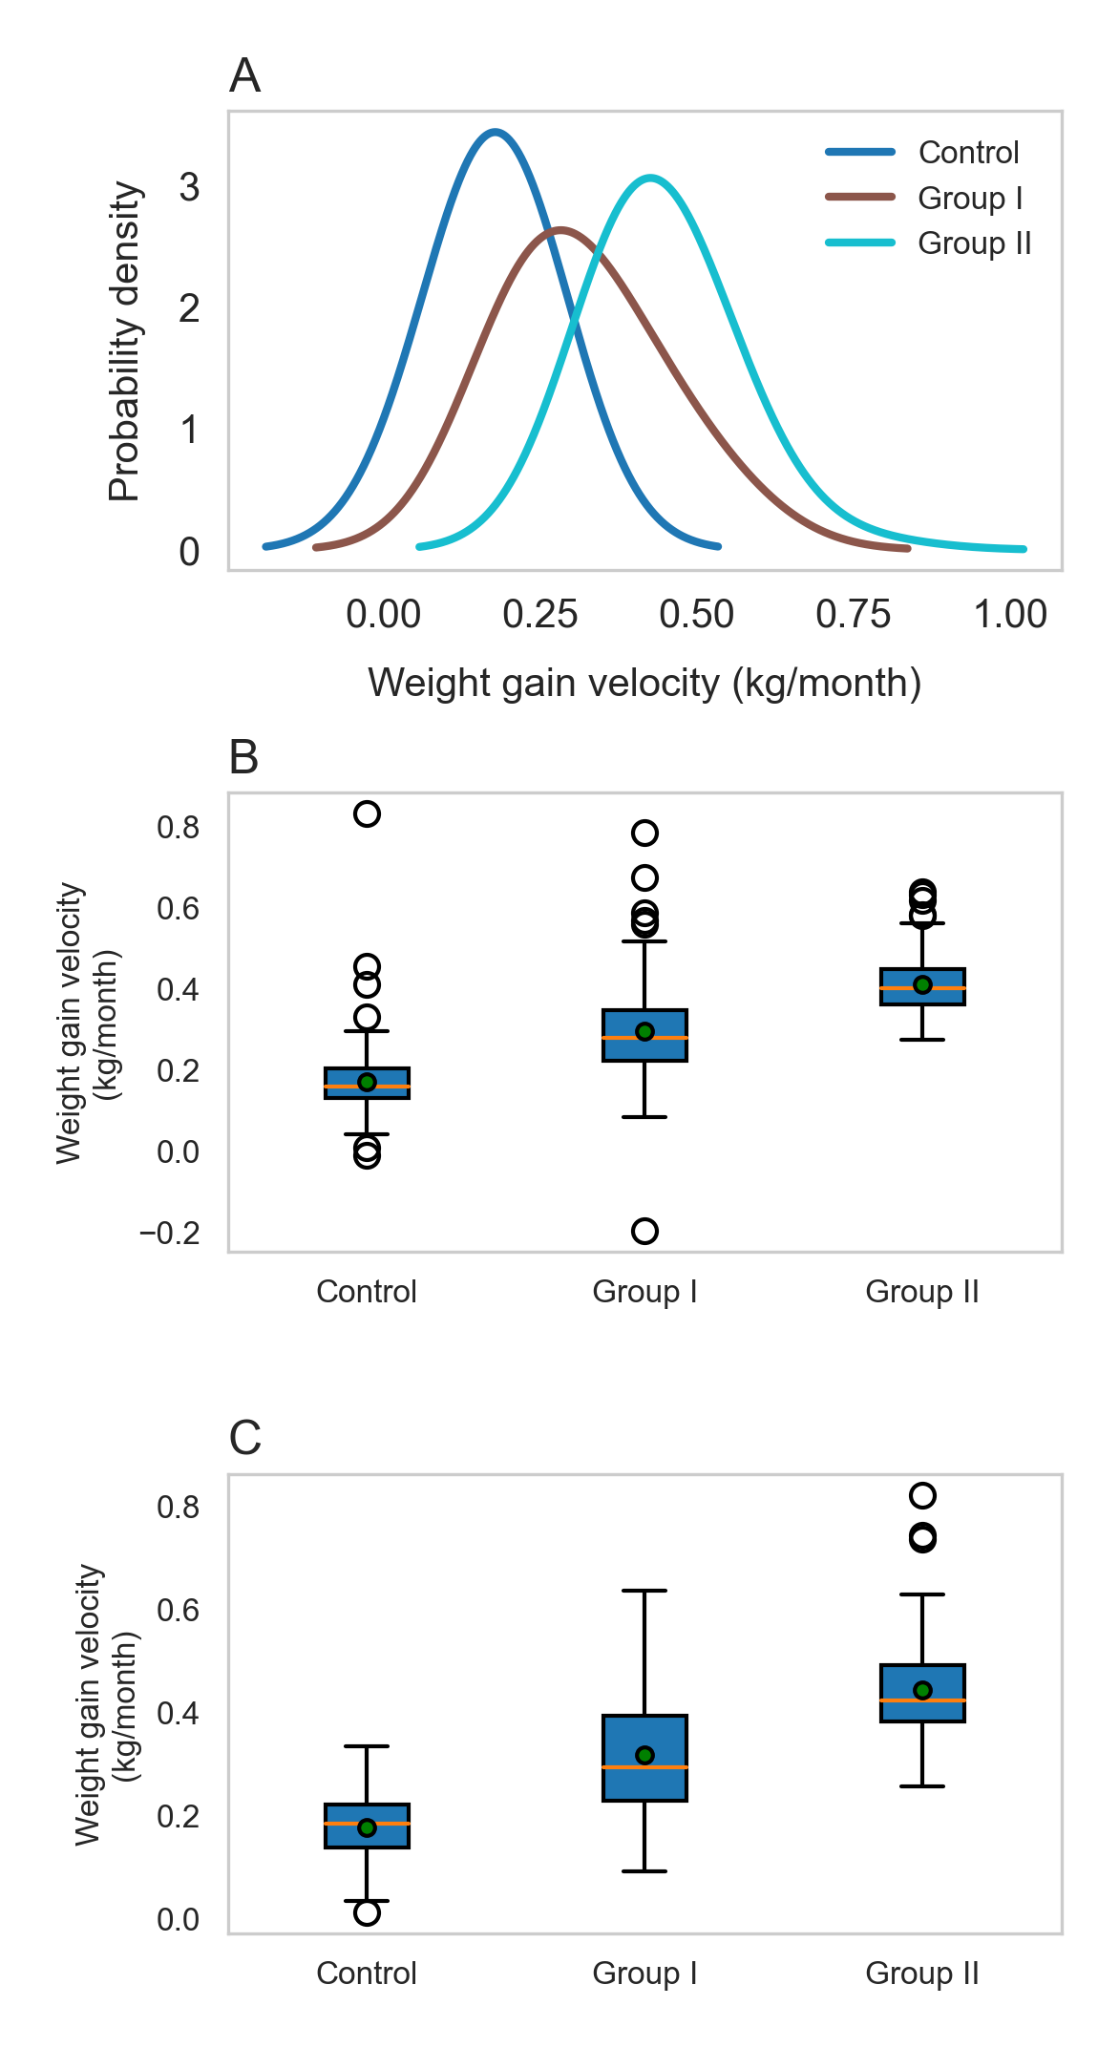 A
Control
Group I
Group II
3
2
1
0
Probability density
0.00 0.25 0.50 0.75 1.00
Weight gain velocity (kg/month)
B
0.8
0.6
0.4
0.2
0.0
−0.2
Weight gain velocity
(kg/month)
Control Group I Group II
C
0.8
0.6
0.4
0.2
0.0
Weight gain velocity
(kg/month)
Control Group I Group II